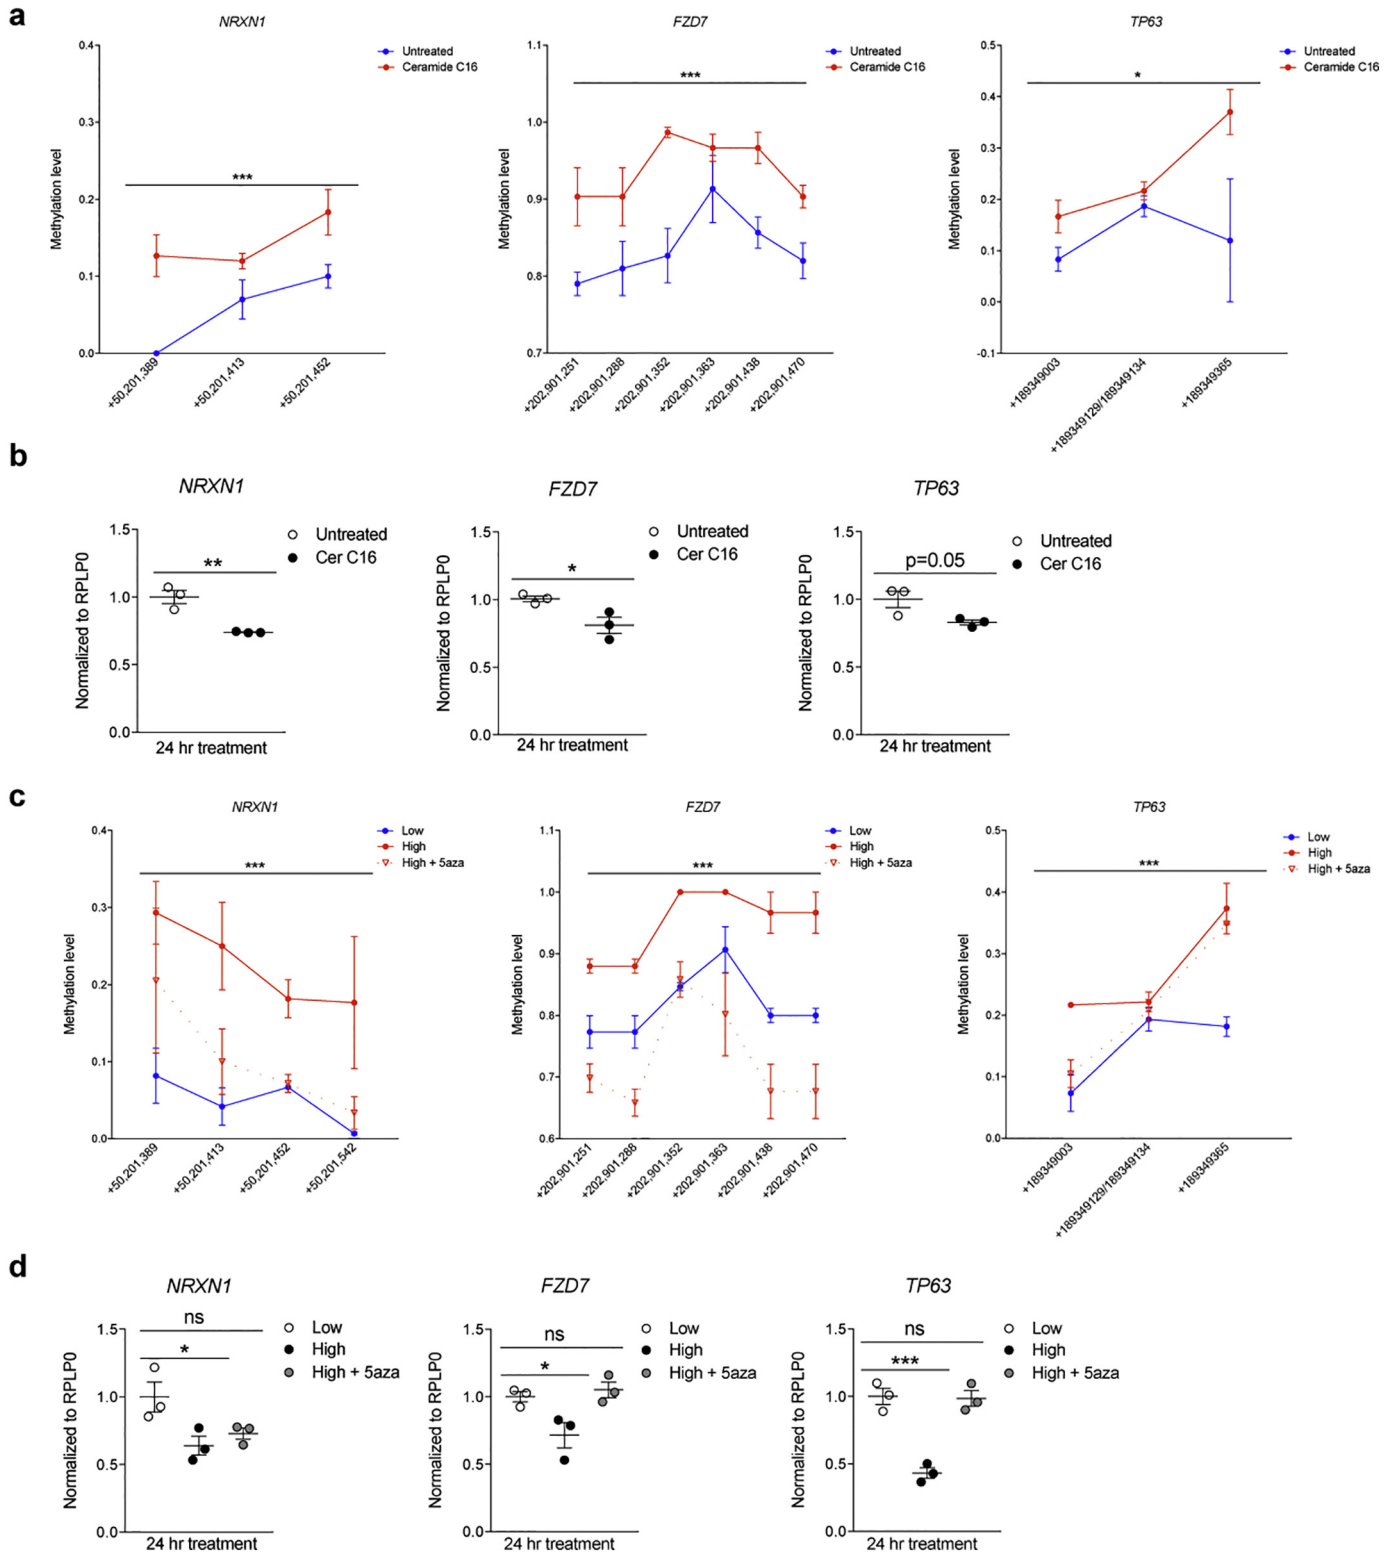 a
NRXN1
FZD7
TP63
Untreated
Ceramide C16
Untreated
Ceramide C16
Untreated
Ceramide C16
***
***
*
Methylation level
0.4
0.3
0.2
0.1
0.0
+50,201,389
+50,201,413
+50,201,452
Methylation level
1.1
1.0
0.9
0.8
0.7
+202,901,251
+202,901,288
+202,901,352
+202,901,363
+202,901,438
+202,901,470
Methylation level
0.5
0.4
0.3
0.2
0.1
0.0
-0.1
+189349003
+189349129/189349134
+189349365
b
NRXN1
Untreated
Cer C16
**
Normalized to RPLP0
1.5
1.0
0.5
0.0
24 hr treatment
FZD7
Untreated
Cer C16
*
Normalized to RPLP0
1.5
1.0
0.5
0.0
24 hr treatment
TP63
Untreated
Cer C16
p=0.05
Normalized to RPLP0
1.5
1.0
0.5
0.0
24 hr treatment
c
NRXN1
Low
High
High + 5aza
***
Methylation level
0.4
0.3
0.2
0.1
0.0
+50,201,389
+50,201,413
+50,201,452
+50,201,542
FZD7
Low
High
High + 5aza
***
Methylation level
1.1
1.0
0.9
0.8
0.7
0.6
+202,901,251
+202,901,288
+202,901,352
+202,901,363
+202,901,438
+202,901,470
TP63
Low
High
High + 5aza
***
Methylation level
0.5
0.4
0.3
0.2
0.1
0.0
+189349003
+189349129/189349134
+189349365
d
NRXN1
Low
High
High + 5aza
ns
*
Normalized to RPLP0
1.5
1.0
0.5
0.0
24 hr treatment
FZD7
Low
High
High + 5aza
ns
*
Normalized to RPLP0
1.5
1.0
0.5
0.0
24 hr treatment
TP63
Low
High
High + 5aza
ns
***
Normalized to RPLP0
1.5
1.0
0.5
0.0
24 hr treatment